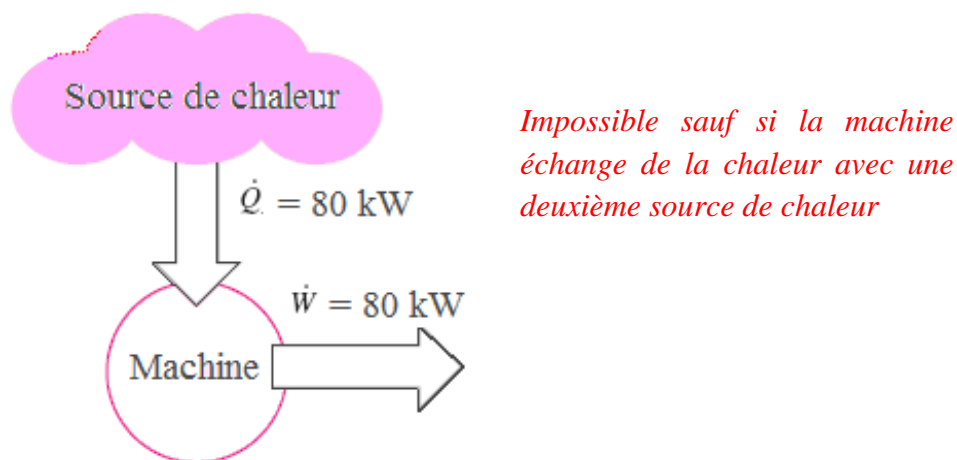 Source de chaleur
Impossible sauf si la machine
échange de la chaleur avec une
deuxième source de chaleur
Q̇ = 80 kW
Ẇ = 80 kW
Machine